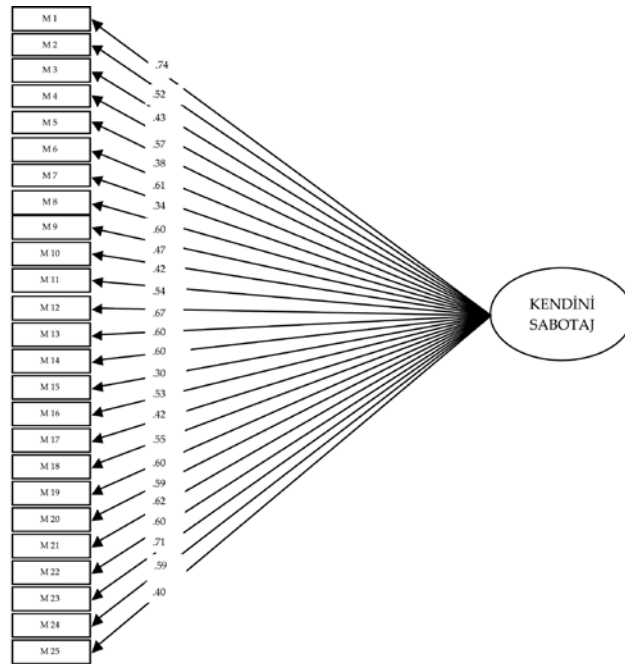 M 1
M 2
M 3
M 4
M 5
M 6
M 7
M 8
M 9
M 10
M 11
M 12
M 13
M 14
M 15
M 16
M 17
M 18
M 19
M 20
M 21
M 22
M 23
M 24
M 25
.74
.52
.43
.57
.38
.61
.34
.60
.47
.42
.54
.67
.60
.60
.30
.53
.42
.55
.60
.59
.62
.60
.71
.59
.40
KENDİNİ
SABOTAJ